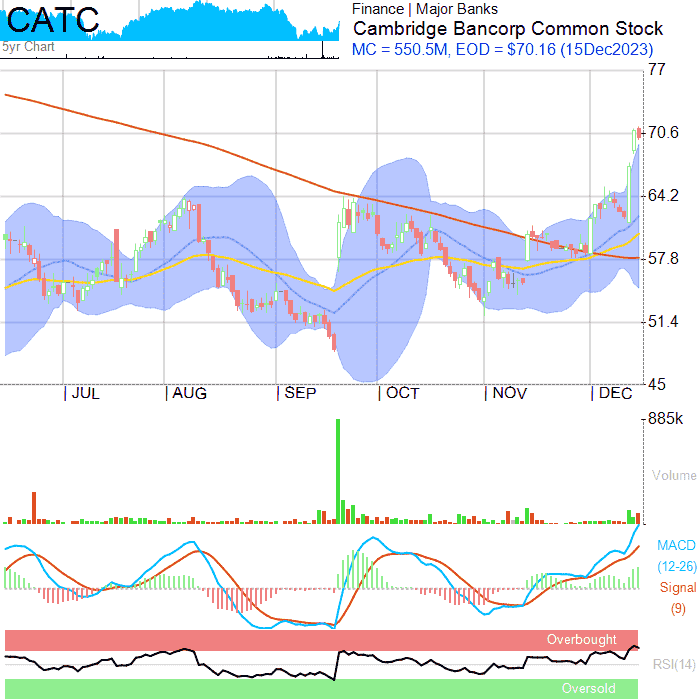 CATC
5yr Chart
Finance | Major Banks
Cambridge Bancorp Common Stock
MC = 550.5M, EOD = $70.16 (15Dec2023)
77
70.6
64.2
57.8
51.4
45
| JUL | AUG | SEP | OCT | NOV | DEC
885k
Volume
MACD
(12-26)
Signal
(9)
Overbought
RSI(14)
Oversold